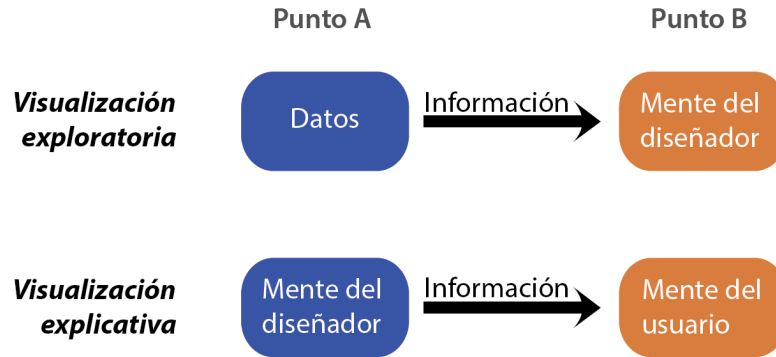 Punto A
Punto B
Visualización
exploratoria
Datos
Información
Mente del
diseñador
Visualización
explicativa
Mente del
diseñador
Información
Mente del
usuario